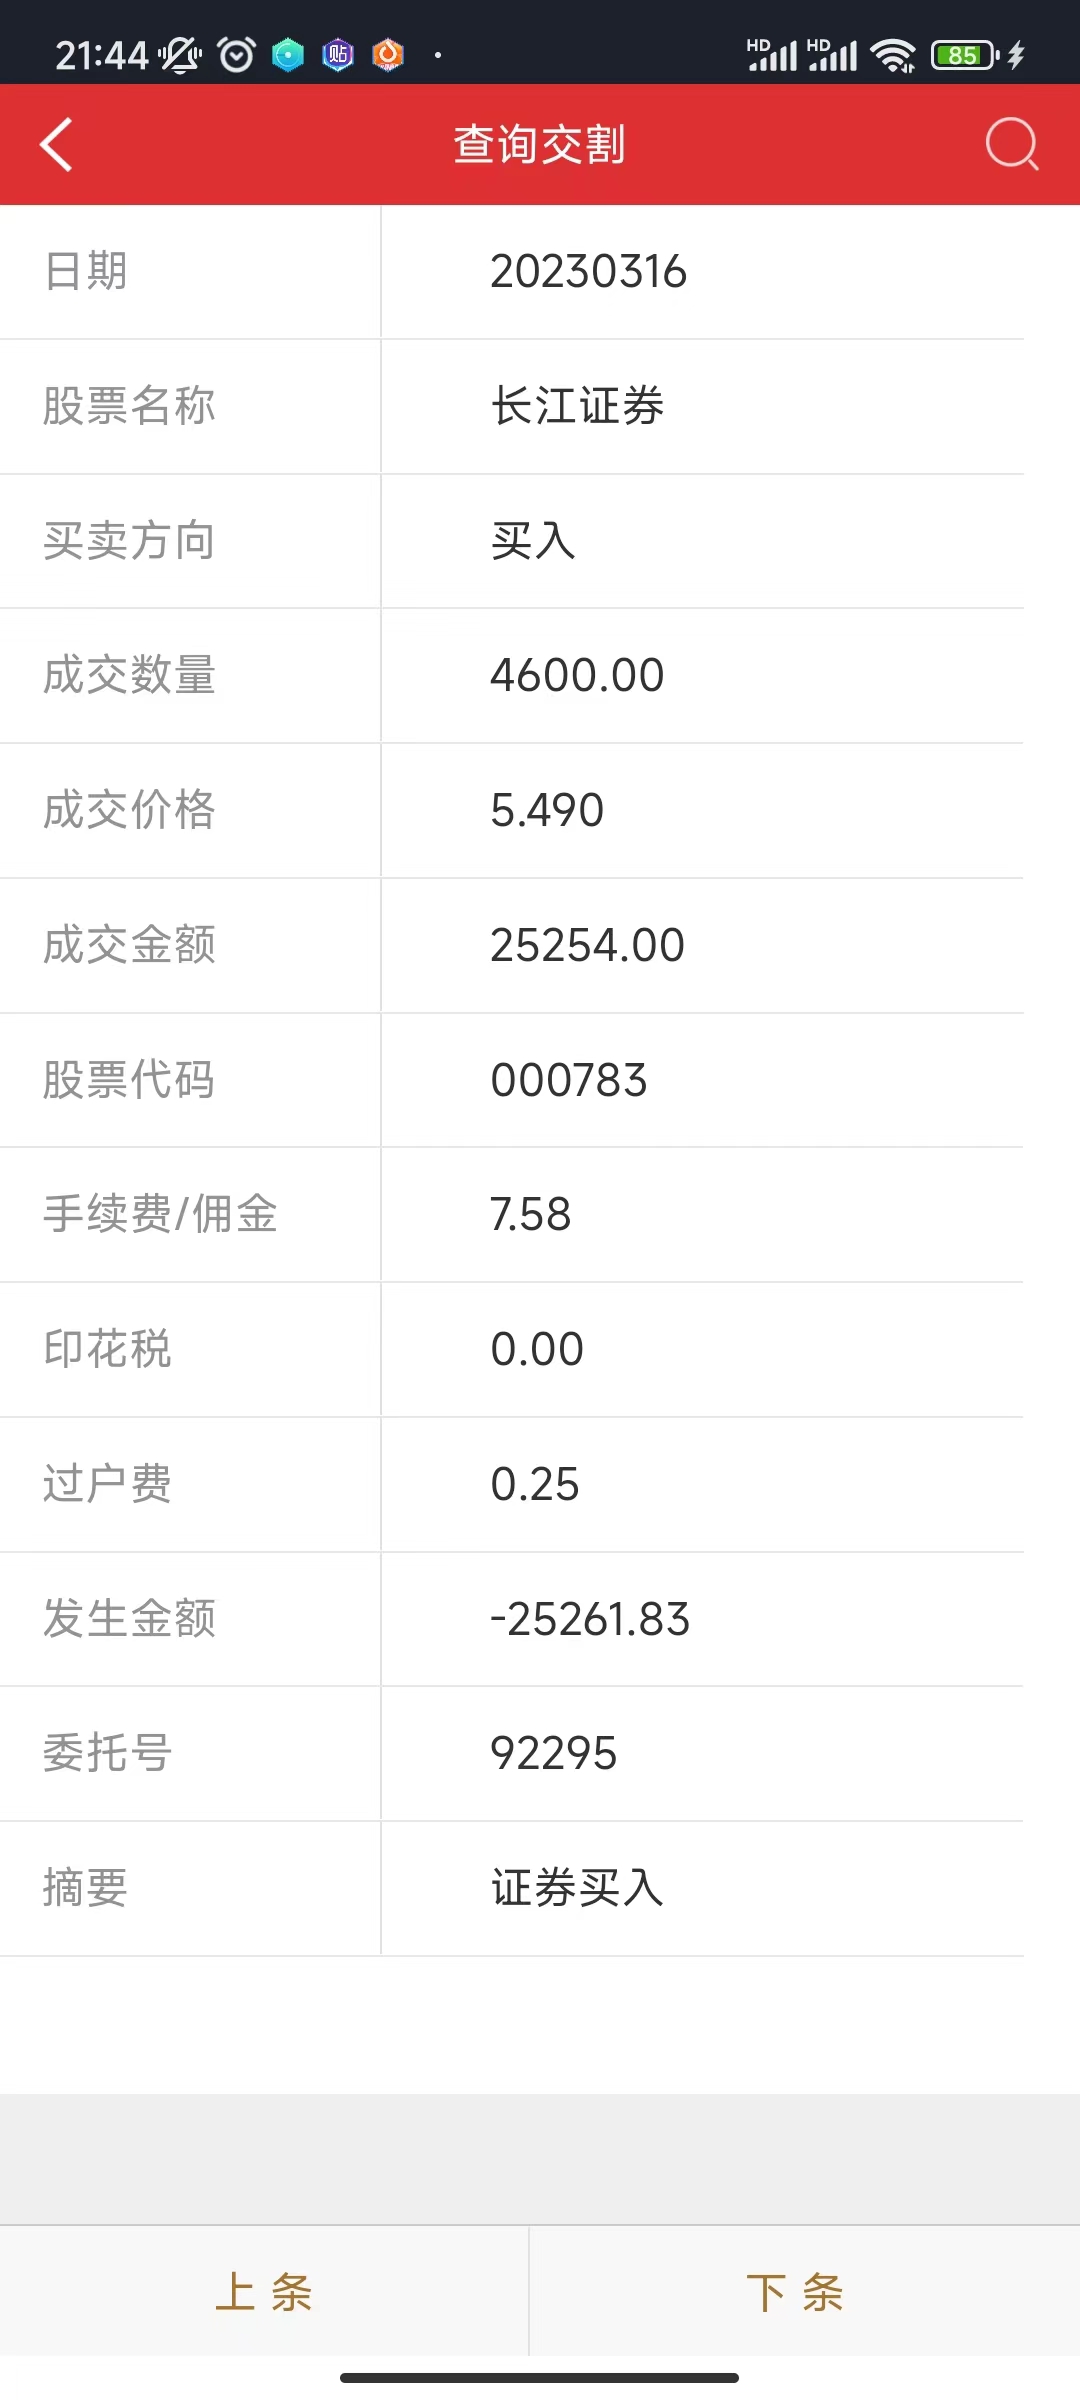 21:44 贴 HD HD 85
查询交割
日期 20230316
股票名称 长江证券
买卖方向 买入
成交数量 4600.00
成交价格 5.490
成交金额 25254.00
股票代码 000783
手续费/佣金 7.58
印花税 0.00
过户费 0.25
发生金额 -25261.83
委托号 92295
摘要 证券买入
上条 下条